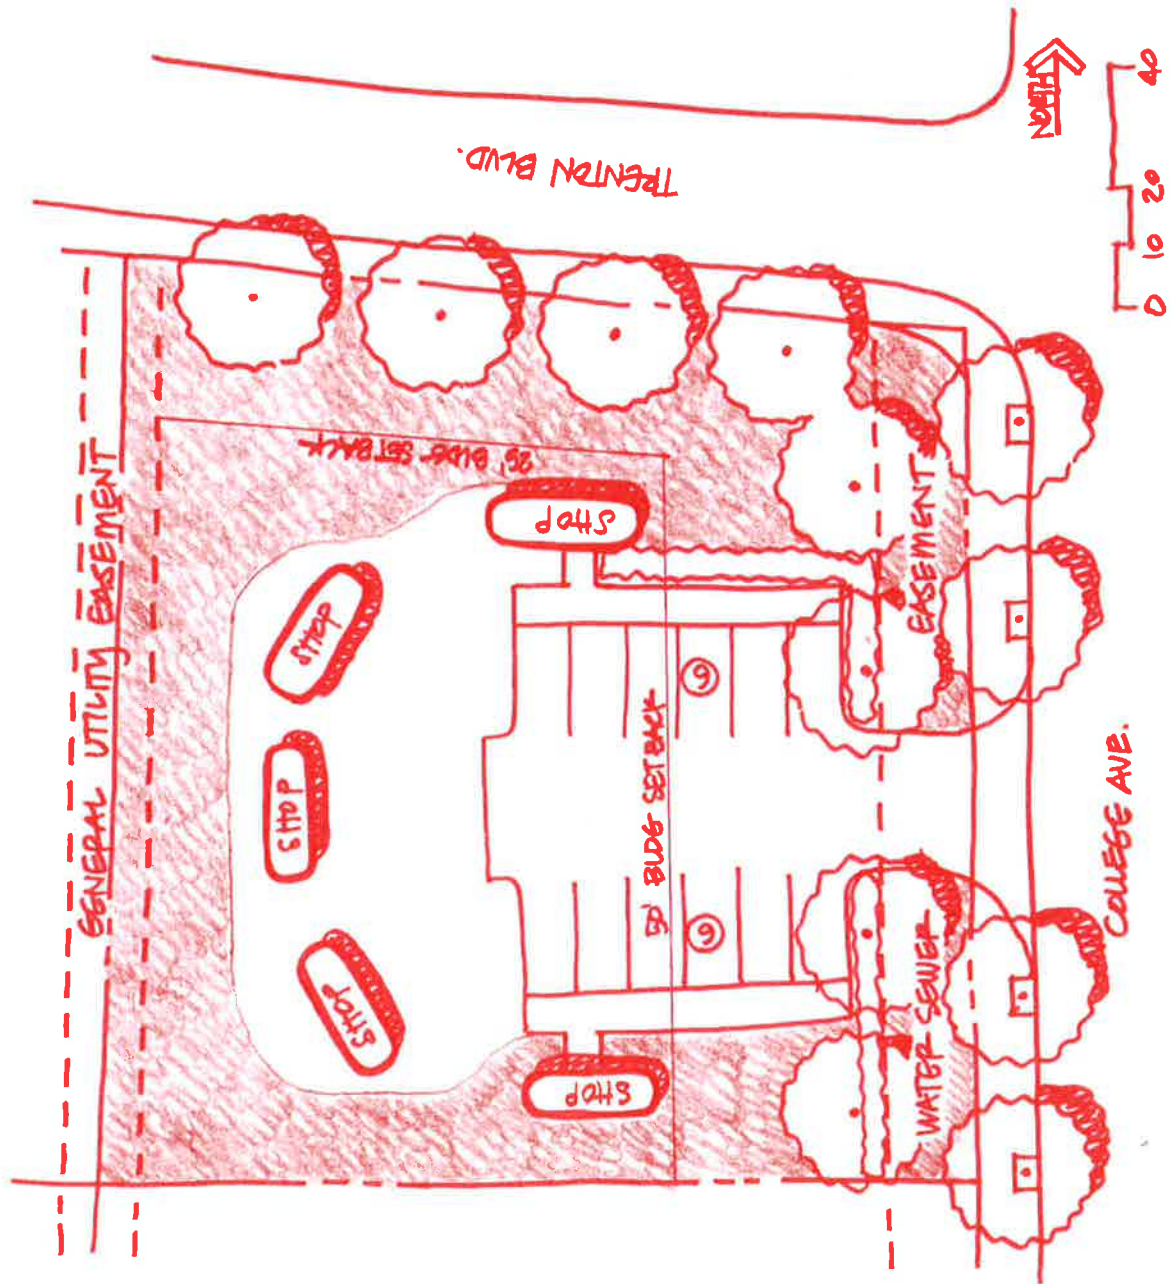 TRENTON BLVD.
NORTH
0 10 20 40
GENERAL UTILITY EASEMENT
25' BLDG SETBACK
SHOP
SHOP
SHOP
SHOP
SHOP
50' BLDG SETBACK
6
6
EASEMENT
WATER SEWER
COLLEGE AVE.